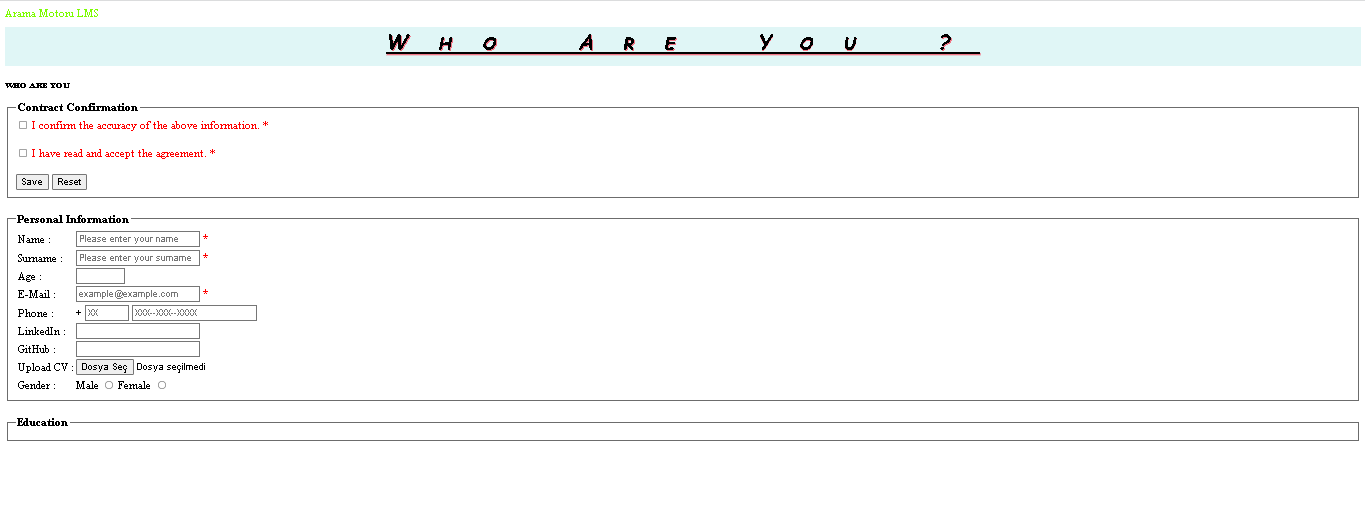 Arama Motoru LMS
Who Are You ?
WHO ARE YOU
Contract Confirmation
I confirm the accuracy of the above information. *
I have read and accept the agreement. *
Save Reset
Personal Information
Name : Please enter your name *
Surname : Please enter your surname *
Age :
E-Mail : example@example.com *
Phone : + XX XXX--XXX--XXXX
LinkedIn :
GitHub :
Upload CV : Dosya Seç Dosya seçilmedi
Gender : Male Female
Education